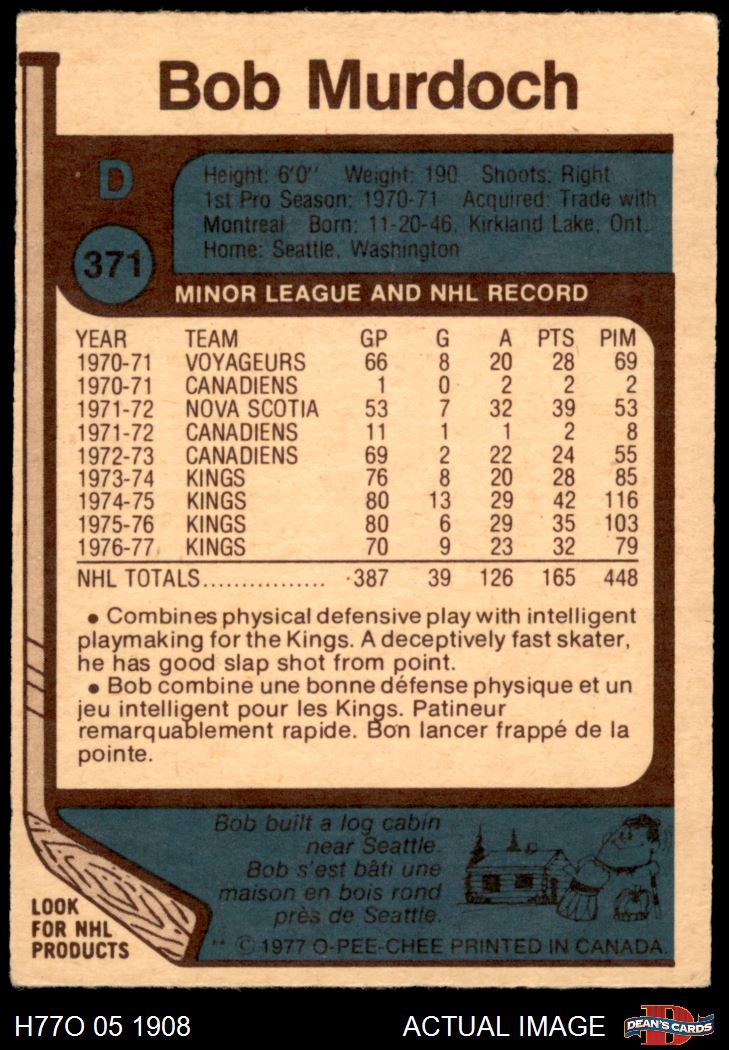 Bob Murdoch
D
371
Height: 6'0'' Weight: 190 Shoots: Right
1st Pro Season: 1970-71 Acquired: Trade with
Montreal Born: 11-20-46, Kirkland Lake, Ont.
Home: Seattle, Washington
MINOR LEAGUE AND NHL RECORD
YEAR TEAM GP G A PTS PIM
1970-71 VOYAGEURS 66 8 20 28 69
1970-71 CANADIENS 1 0 2 2 2
1971-72 NOVA SCOTIA 53 7 32 39 53
1971-72 CANADIENS 11 1 1 2 8
1972-73 CANADIENS 69 2 22 24 55
1973-74 KINGS 76 8 20 28 85
1974-75 KINGS 80 13 29 42 116
1975-76 KINGS 80 6 29 35 103
1976-77 KINGS 70 9 23 32 79
NHL TOTALS................ 387 39 126 165 448
• Combines physical defensive play with intelligent
playmaking for the Kings. A deceptively fast skater,
he has good slap shot from point.
• Bob combine une bonne défense physique et un
jeu intelligent pour les Kings. Patineur
remarquablement rapide. Bon lancer frappé de la
pointe.
Bob built a log cabin
near Seattle.
Bob s'est bâti une
maison en bois rond
près de Seattle.
LOOK
FOR NHL
PRODUCTS
** © 1977 O-PEE-CHEE PRINTED IN CANADA.
H77O 05 1908 ACTUAL IMAGE
D
DEAN'S CARDS